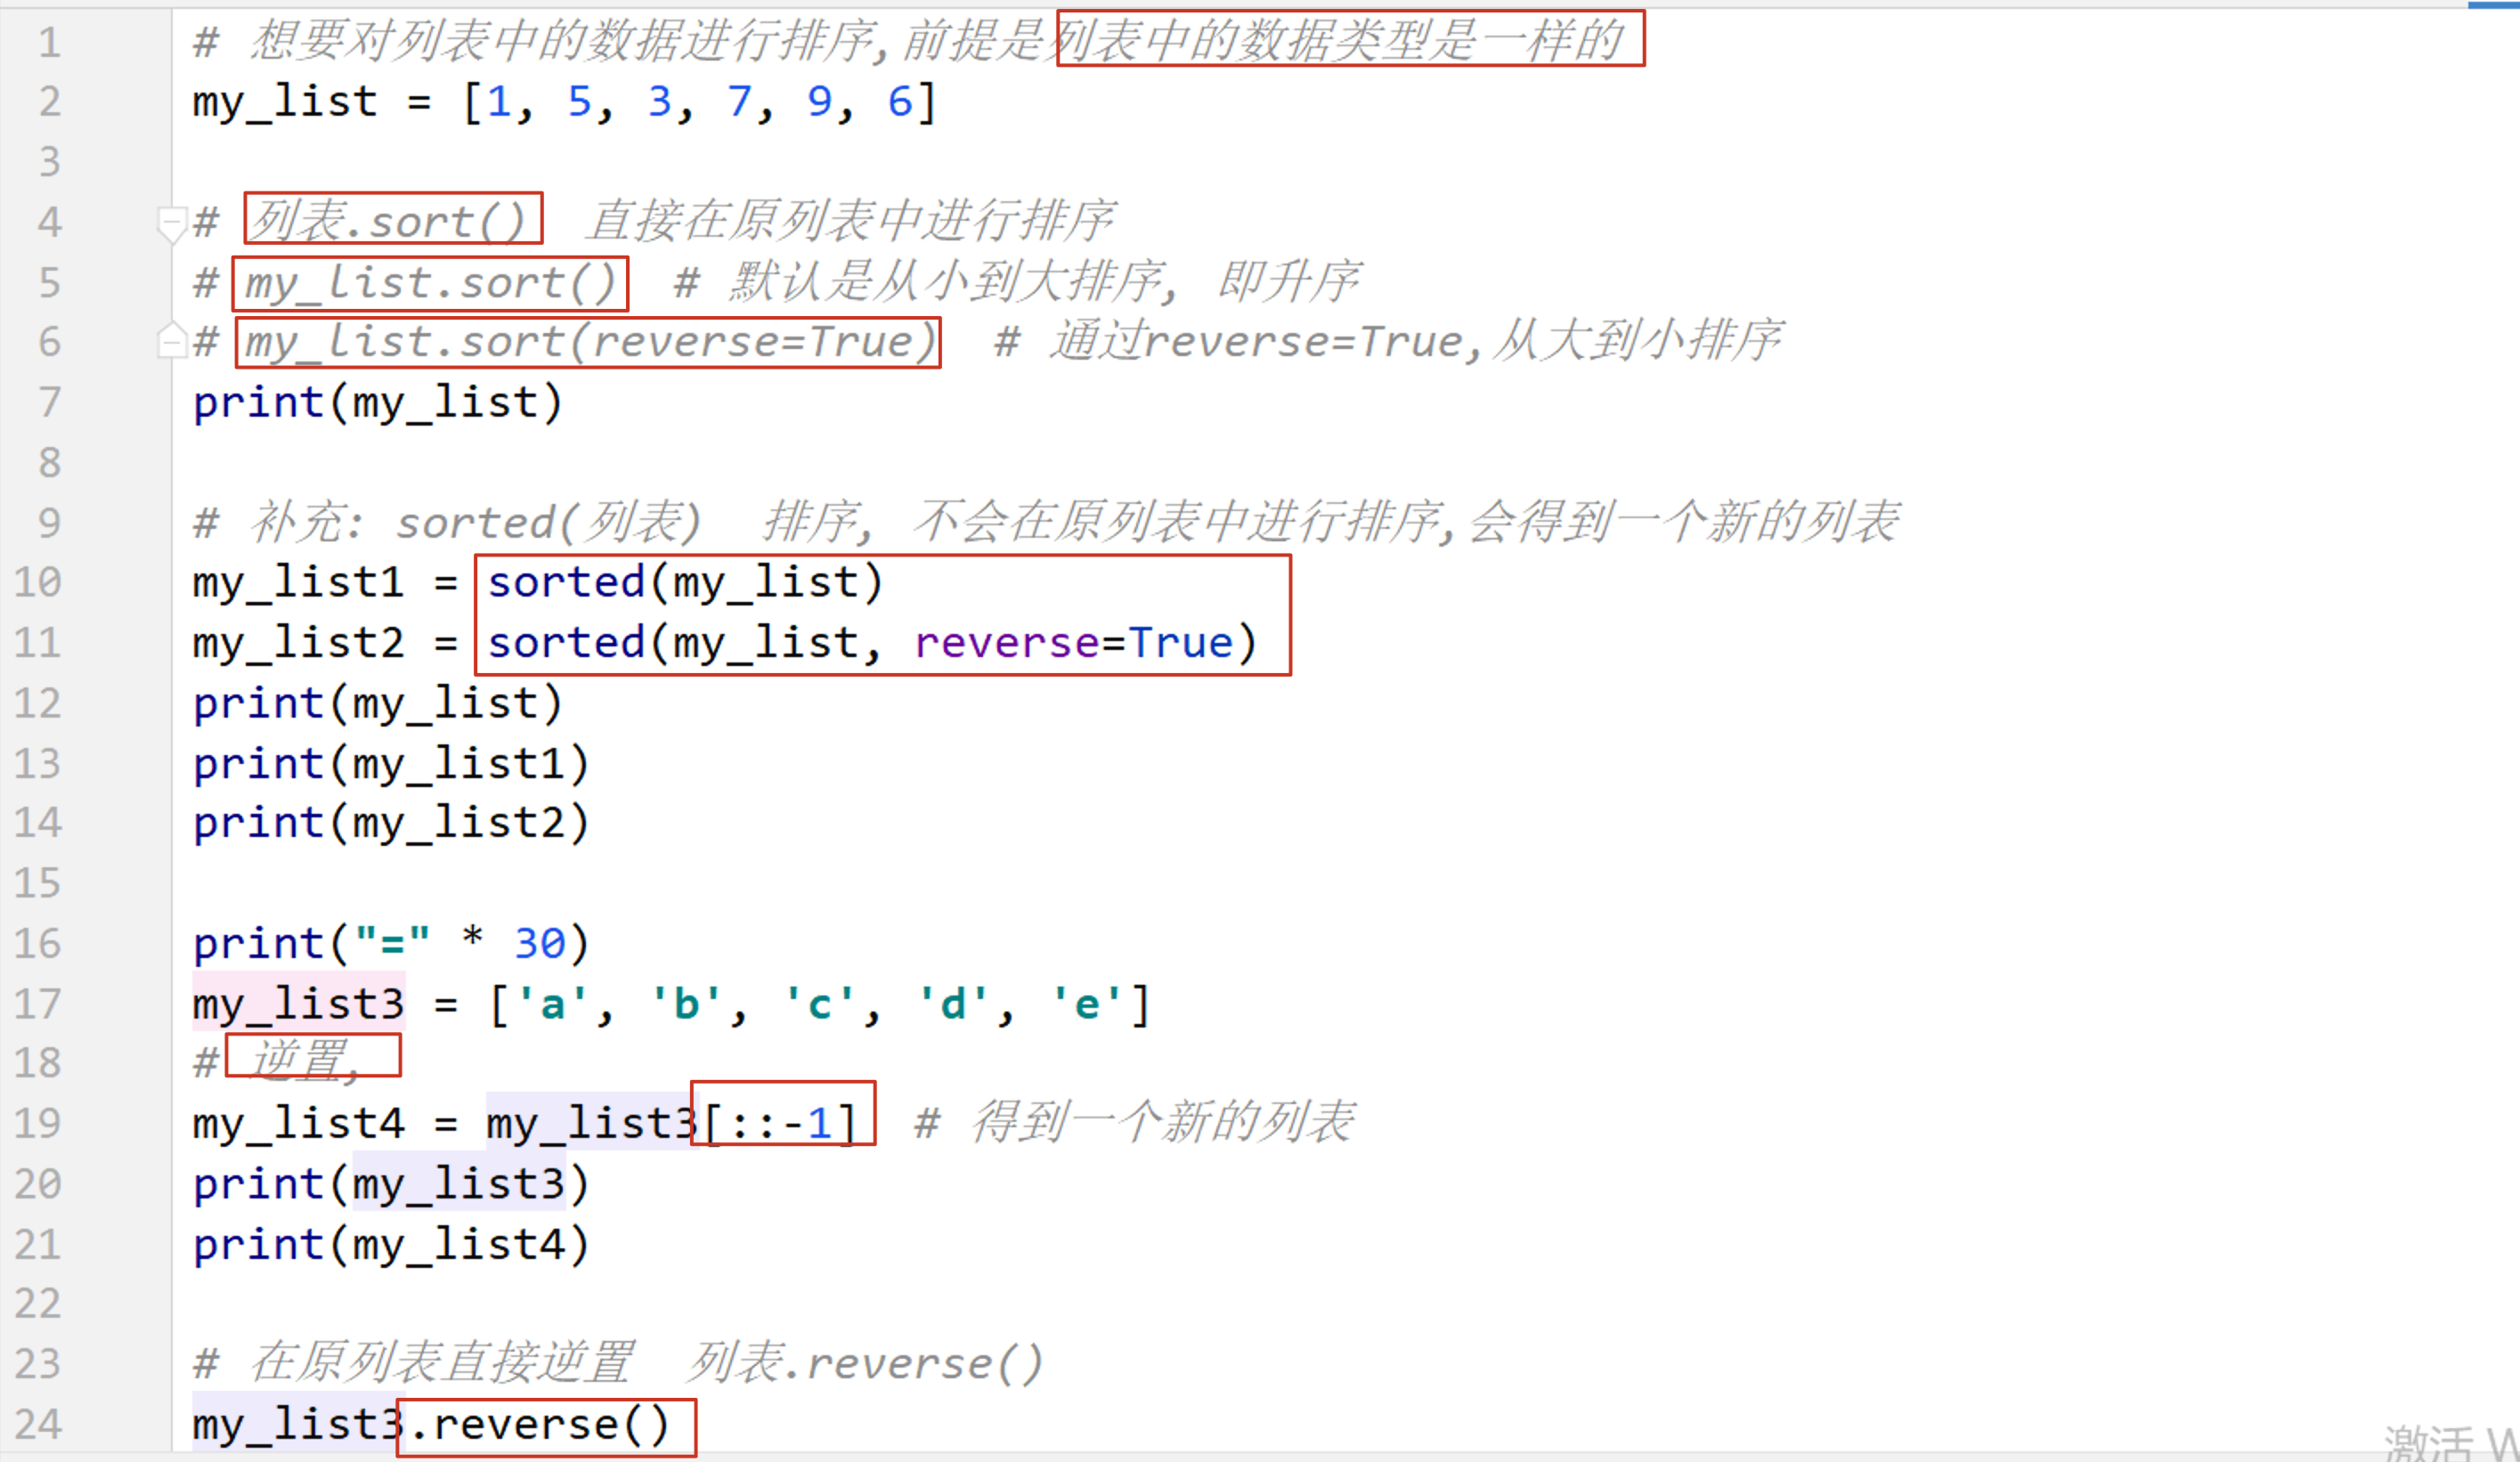 1 # 想要对列表中的数据进行排序,前提是列表中的数据类型是一样的
2 my_list = [1, 5, 3, 7, 9, 6]
3
4 # 列表.sort()  直接在原列表中进行排序
5 # my_list.sort()  # 默认是从小到大排序, 即升序
6 # my_list.sort(reverse=True)  # 通过reverse=True,从大到小排序
7 print(my_list)
8
9 # 补充: sorted(列表)  排序, 不会在原列表中进行排序,会得到一个新的列表
10 my_list1 = sorted(my_list)
11 my_list2 = sorted(my_list, reverse=True)
12 print(my_list)
13 print(my_list1)
14 print(my_list2)
15
16 print("=" * 30)
17 my_list3 = ['a', 'b', 'c', 'd', 'e']
18 # 逆置,
19 my_list4 = my_list3[::-1]  # 得到一个新的列表
20 print(my_list3)
21 print(my_list4)
22
23 # 在原列表直接逆置  列表.reverse()
24 my_list3.reverse()
激活 W